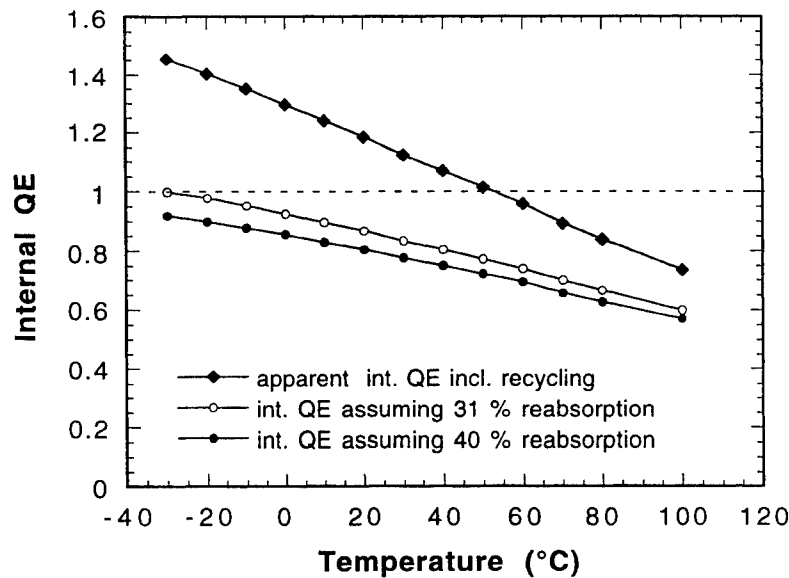 1.6
1.4
1.2
1
0.8
0.6
0.4
0.2
0
Internal QE
apparent int. QE incl. recycling
int. QE assuming 31 % reabsorption
int. QE assuming 40 % reabsorption
-40 -20 0 20 40 60 80 100 120
Temperature (°C)